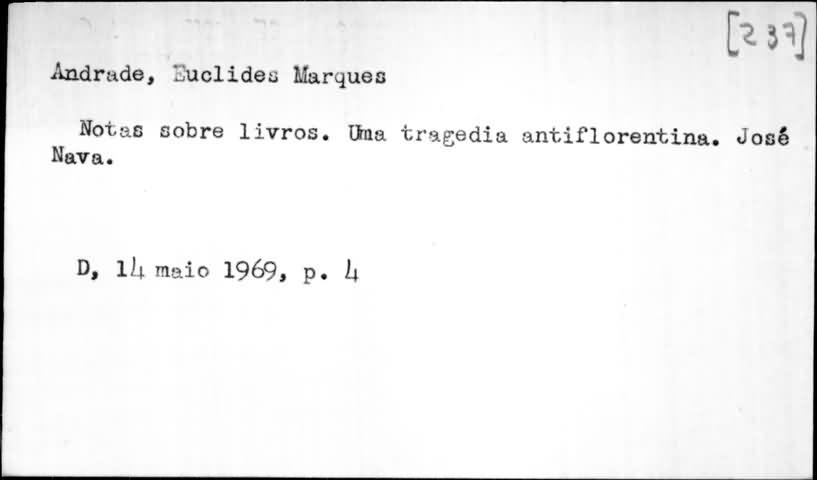 [237]
Andrade, Euclides Marques
Notas sobre livros. Uma tragedia antiflorentina. José
Nava.
D, 14 maio 1969, p. 4